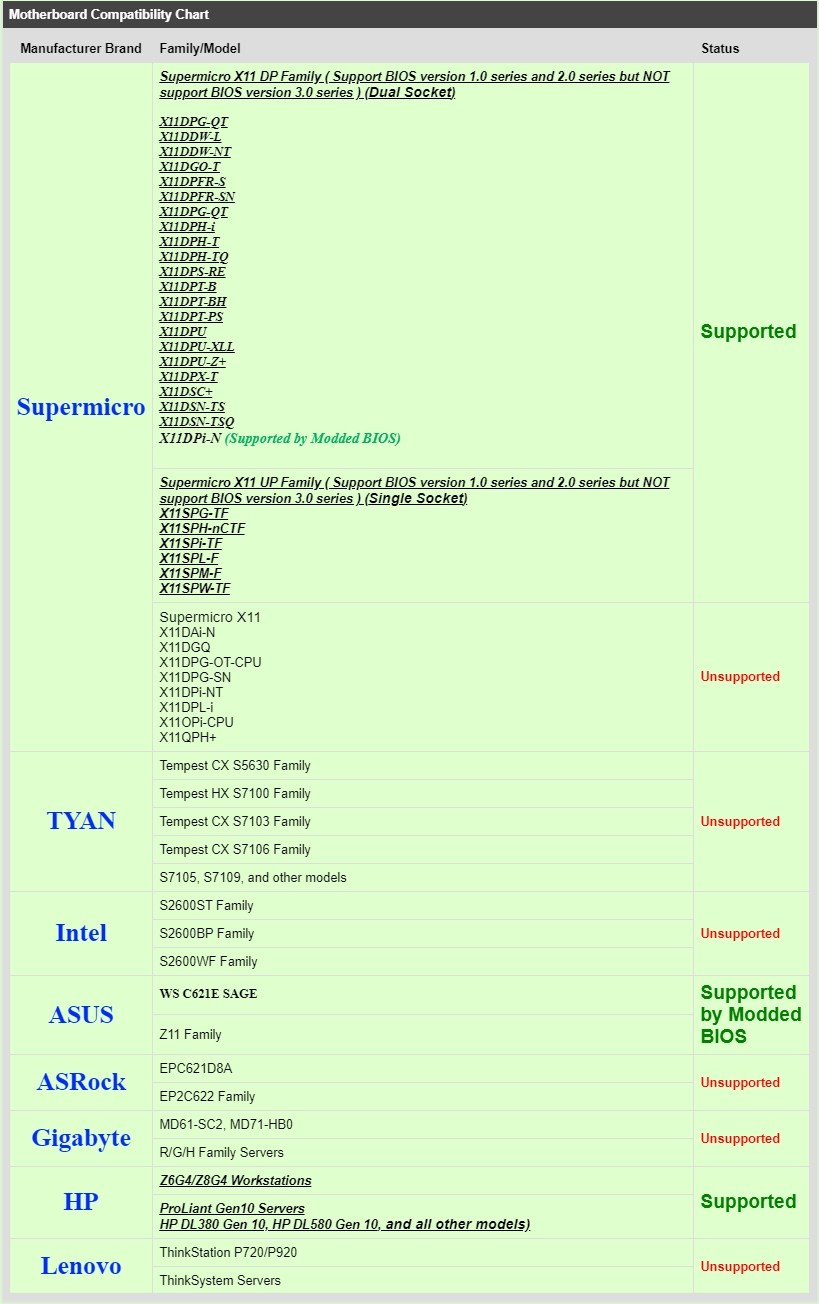 Motherboard Compatibility Chart
Manufacturer Brand Family/Model Status
Supermicro
Supermicro X11 DP Family ( Support BIOS version 1.0 series and 2.0 series but NOT
support BIOS version 3.0 series ) (Dual Socket)
X11DPG-QT
X11DDW-L
X11DDW-NT
X11DGO-T
X11DPFR-S
X11DPFR-SN
X11DPG-QT
X11DPH-i
X11DPH-T
X11DPH-TQ
X11DPS-RE
X11DPT-B
X11DPT-BH
X11DPT-PS
X11DPU
X11DPU-XLL
X11DPU-Z+
X11DPX-T
X11DSC+
X11DSN-TS
X11DSN-TSQ
X11DPi-N (Supported by Modded BIOS)
Supported
Supermicro X11 UP Family ( Support BIOS version 1.0 series and 2.0 series but NOT
support BIOS version 3.0 series ) (Single Socket)
X11SPG-TF
X11SPH-nCTF
X11SPi-TF
X11SPL-F
X11SPM-F
X11SPW-TF
Supermicro X11
X11DAi-N
X11DGQ
X11DPG-OT-CPU
X11DPG-SN
X11DPi-NT
X11DPL-i
X11OPi-CPU
X11QPH+
Unsupported
TYAN
Tempest CX S5630 Family
Tempest HX S7100 Family
Tempest CX S7103 Family
Tempest CX S7106 Family
S7105, S7109, and other models
Unsupported
Intel
S2600ST Family
S2600BP Family
S2600WF Family
Unsupported
ASUS
WS C621E SAGE
Z11 Family
Supported
by Modded
BIOS
ASRock
EPC621D8A
EP2C622 Family
Unsupported
Gigabyte
MD61-SC2, MD71-HB0
R/G/H Family Servers
Unsupported
HP
Z6G4/Z8G4 Workstations
ProLiant Gen10 Servers
HP DL380 Gen 10, HP DL580 Gen 10, and all other models)
Supported
Lenovo
ThinkStation P720/P920
ThinkSystem Servers
Unsupported